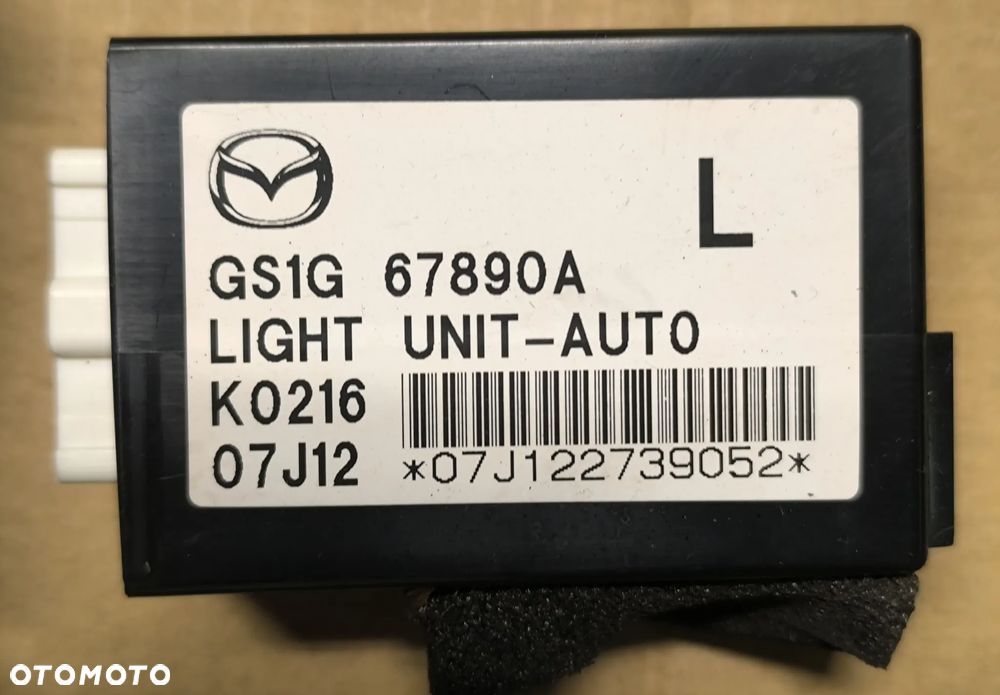 L
GS1G 67890A
LIGHT UNIT-AUTO
K0216
07J12
*07J122739052*
OTOMOTO